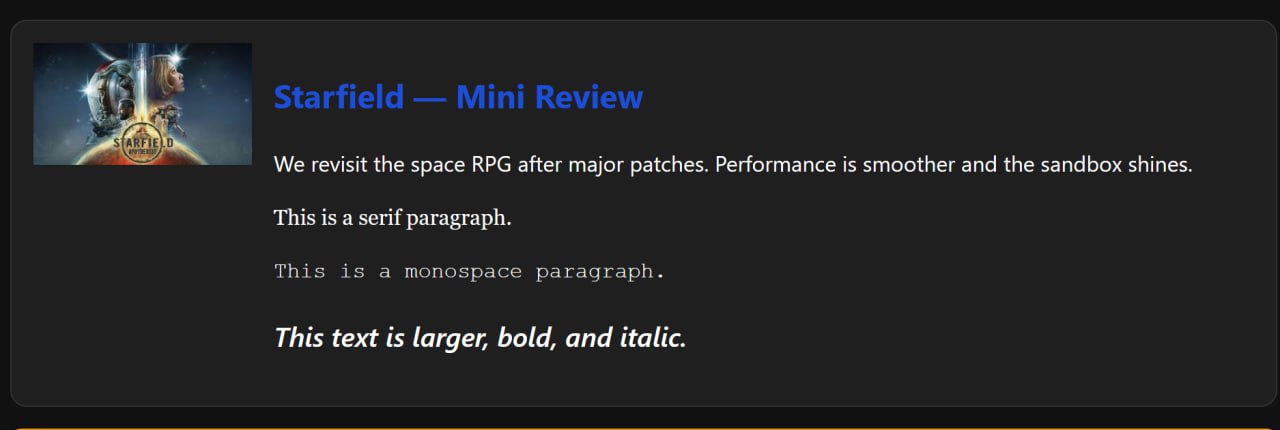 STARFIELD
Starfield — Mini Review
We revisit the space RPG after major patches. Performance is smoother and the sandbox shines.
This is a serif paragraph.
This is a monospace paragraph.
This text is larger, bold, and italic.